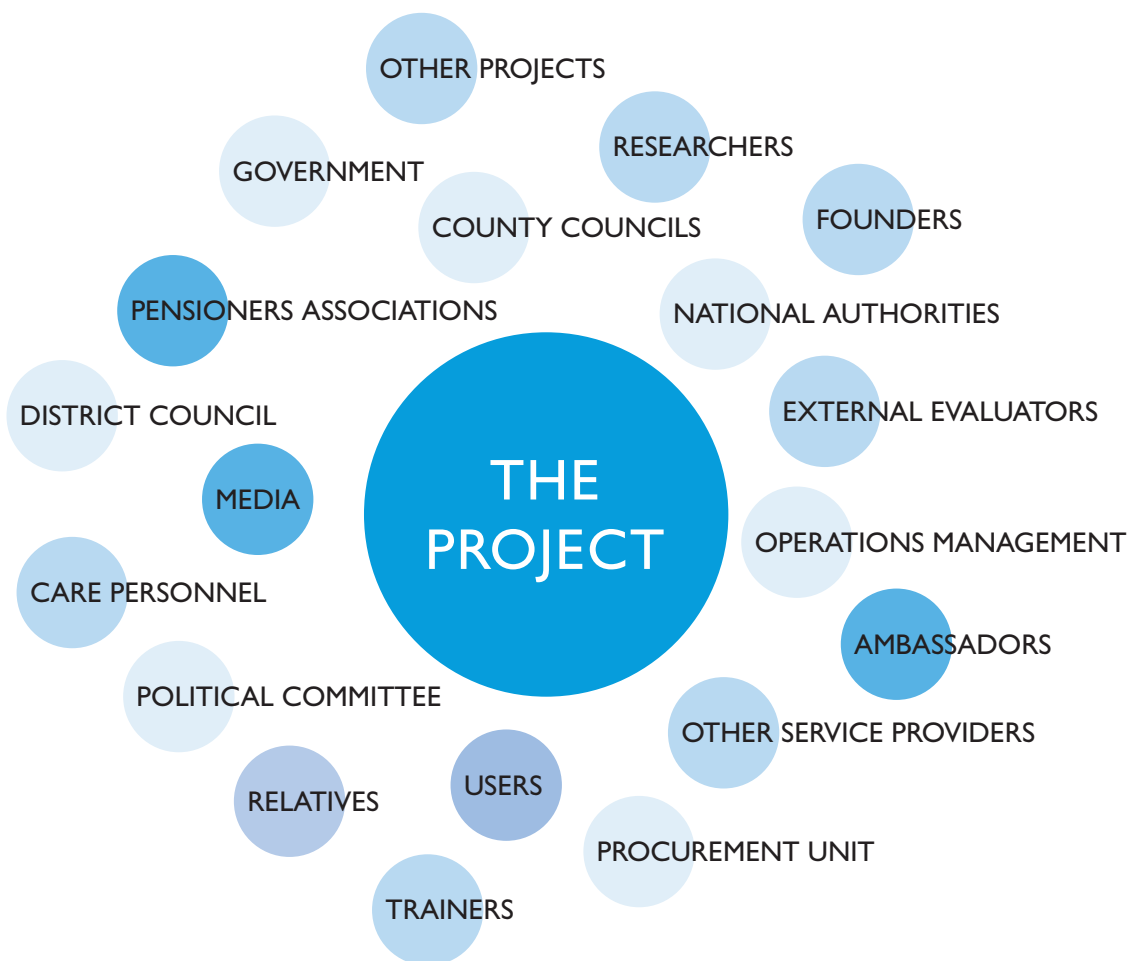 OTHER PROJECTS
RESEARCHERS
GOVERNMENT
FOUNDERS
COUNTY COUNCILS
PENSIONERS ASSOCIATIONS
NATIONAL AUTHORITIES
DISTRICT COUNCIL
EXTERNAL EVALUATORS
THE
PROJECT
MEDIA
OPERATIONS MANAGEMENT
CARE PERSONNEL
AMBASSADORS
POLITICAL COMMITTEE
OTHER SERVICE PROVIDERS
USERS
RELATIVES
PROCUREMENT UNIT
TRAINERS